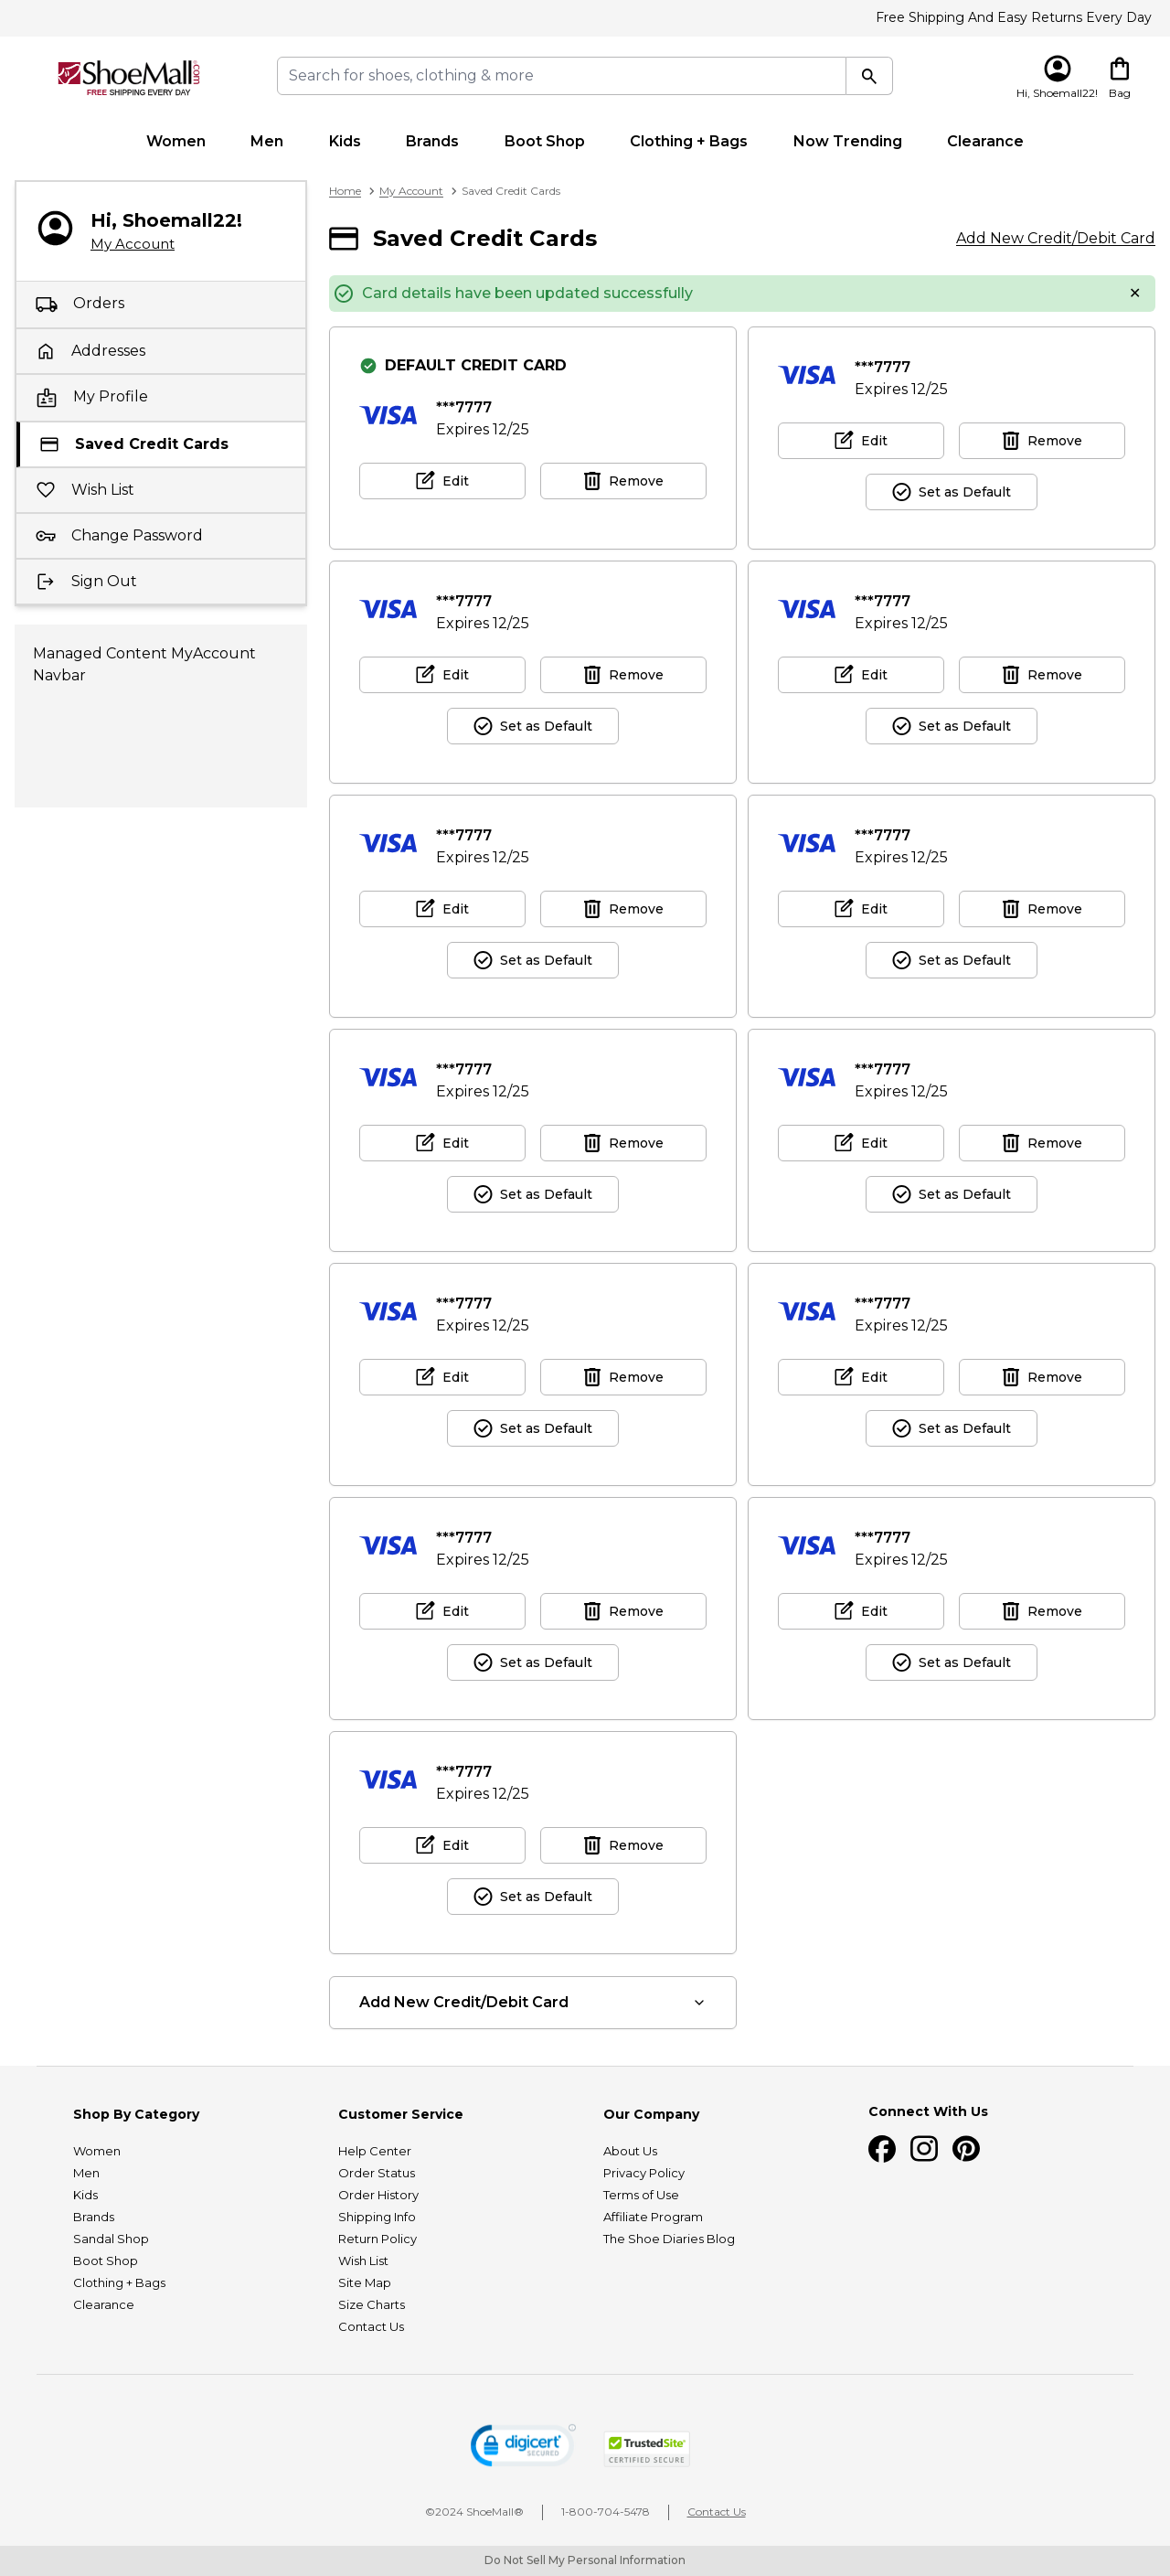 Free Shipping And Easy Returns Every Day
ShoeMall.com
FREE SHIPPING EVERY DAY
Search for shoes, clothing & more
Hi, Shoemall22!
Bag
Women Men Kids Brands Boot Shop Clothing + Bags Now Trending Clearance
Hi, Shoemall22!
My Account
Orders
Addresses
My Profile
Saved Credit Cards
Wish List
Change Password
Sign Out
Managed Content MyAccount
Navbar
Home > My Account > Saved Credit Cards
Saved Credit Cards
Add New Credit/Debit Card
Card details have been updated successfully
DEFAULT CREDIT CARD
VISA ***7777
Expires 12/25
Edit Remove
VISA ***7777
Expires 12/25
Edit Remove
Set as Default
VISA ***7777
Expires 12/25
Edit Remove
Set as Default
VISA ***7777
Expires 12/25
Edit Remove
Set as Default
VISA ***7777
Expires 12/25
Edit Remove
Set as Default
VISA ***7777
Expires 12/25
Edit Remove
Set as Default
VISA ***7777
Expires 12/25
Edit Remove
Set as Default
VISA ***7777
Expires 12/25
Edit Remove
Set as Default
VISA ***7777
Expires 12/25
Edit Remove
Set as Default
VISA ***7777
Expires 12/25
Edit Remove
Set as Default
VISA ***7777
Expires 12/25
Edit Remove
Set as Default
VISA ***7777
Expires 12/25
Edit Remove
Set as Default
VISA ***7777
Expires 12/25
Edit Remove
Set as Default
Add New Credit/Debit Card
Shop By Category
Women
Men
Kids
Brands
Sandal Shop
Boot Shop
Clothing + Bags
Clearance
Customer Service
Help Center
Order Status
Order History
Shipping Info
Return Policy
Wish List
Site Map
Size Charts
Contact Us
Our Company
About Us
Privacy Policy
Terms of Use
Affiliate Program
The Shoe Diaries Blog
Connect With Us
digicert
SECURED
TrustedSite
CERTIFIED SECURE
©2024 ShoeMall® | 1-800-704-5478 | Contact Us
Do Not Sell My Personal Information